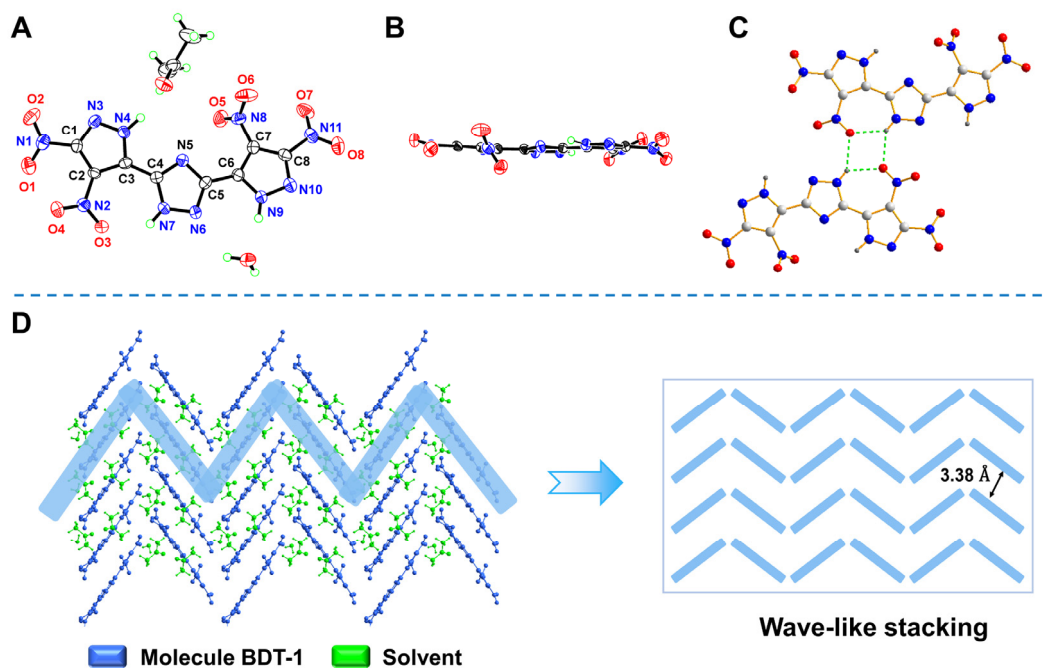 A
B
C
O6
O2
O5
O7
N3
N4
N8
N11
N1
C1
N5
C7
C6
C8
O8
O1
C2
C3
C4
C5
N10
N2
N9
O4
O3
N7
N6
D
3.38 Å
Wave-like stacking
Molecule BDT-1
Solvent